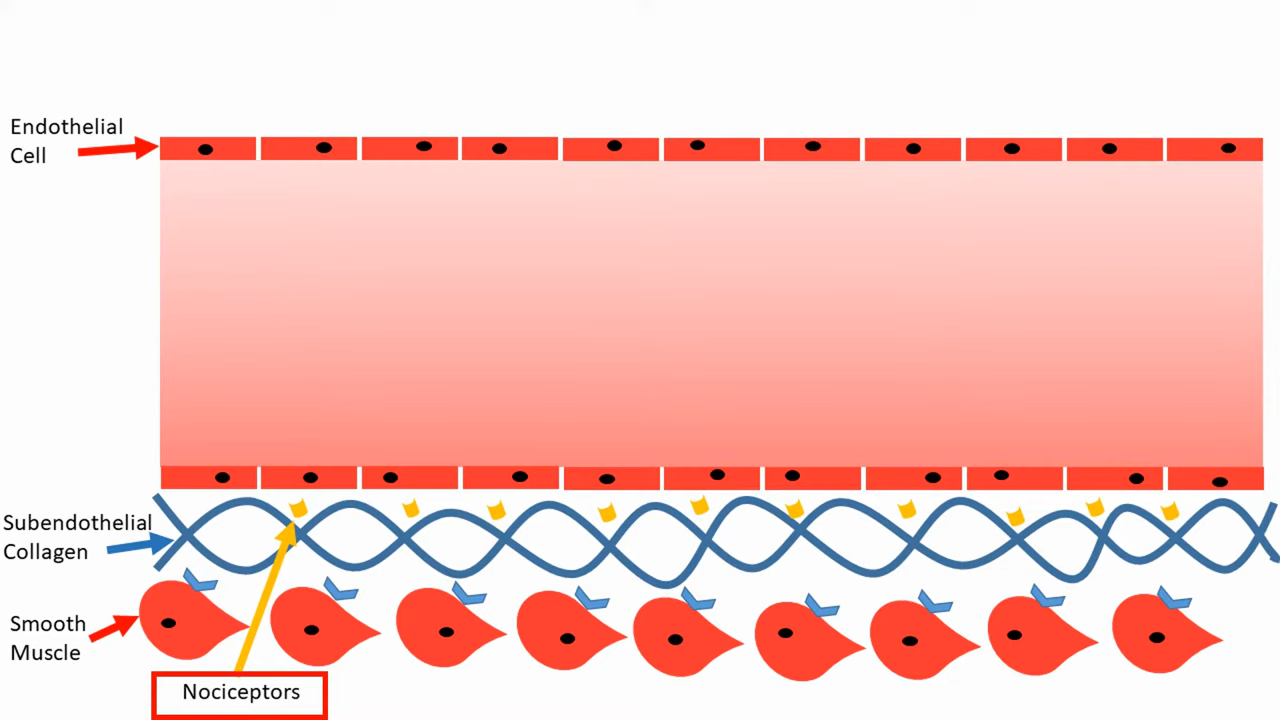 Endothelial
Cell
Subendothelial
Collagen
Smooth
Muscle
Nociceptors